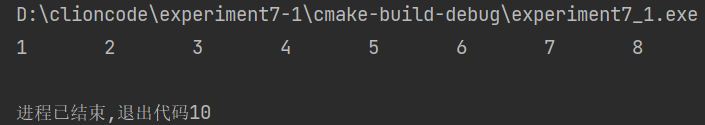 D:\clioncode\experiment7-1\cmake-build-debug\experiment7_1.exe
1 2 3 4 5 6 7 8
进程已结束,退出代码10